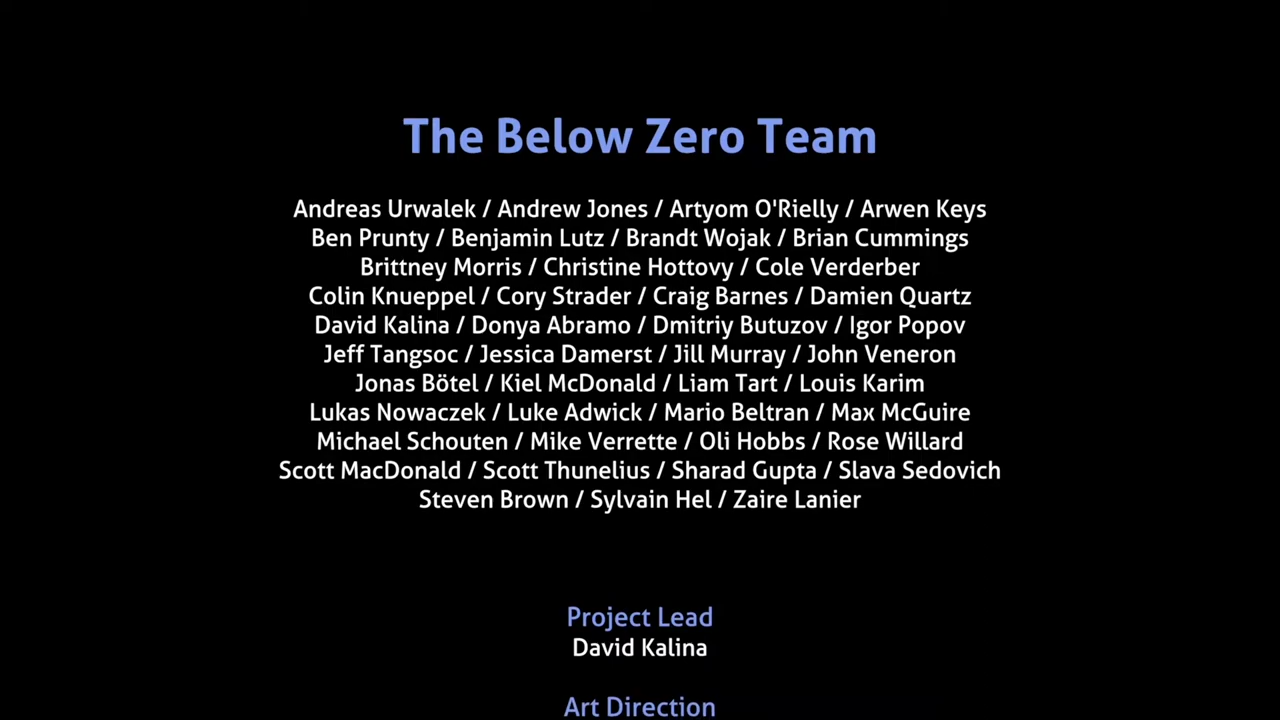 The Below Zero Team
Andreas Urwalek / Andrew Jones / Artyom O'Rielly / Arwen Keys
Ben Prunty / Benjamin Lutz / Brandt Wojak / Brian Cummings
Brittney Morris / Christine Hottovy / Cole Verderber
Colin Knueppel / Cory Strader / Craig Barnes / Damien Quartz
David Kalina / Donya Abramo / Dmitriy Butuzov / Igor Popov
Jeff Tangsoc / Jessica Damerst / Jill Murray / John Veneron
Jonas Bötel / Kiel McDonald / Liam Tart / Louis Karim
Lukas Nowaczek / Luke Adwick / Mario Beltran / Max McGuire
Michael Schouten / Mike Verrette / Oli Hobbs / Rose Willard
Scott MacDonald / Scott Thunelius / Sharad Gupta / Slava Sedovich
Steven Brown / Sylvain Hel / Zaire Lanier
Project Lead
David Kalina
Art Direction